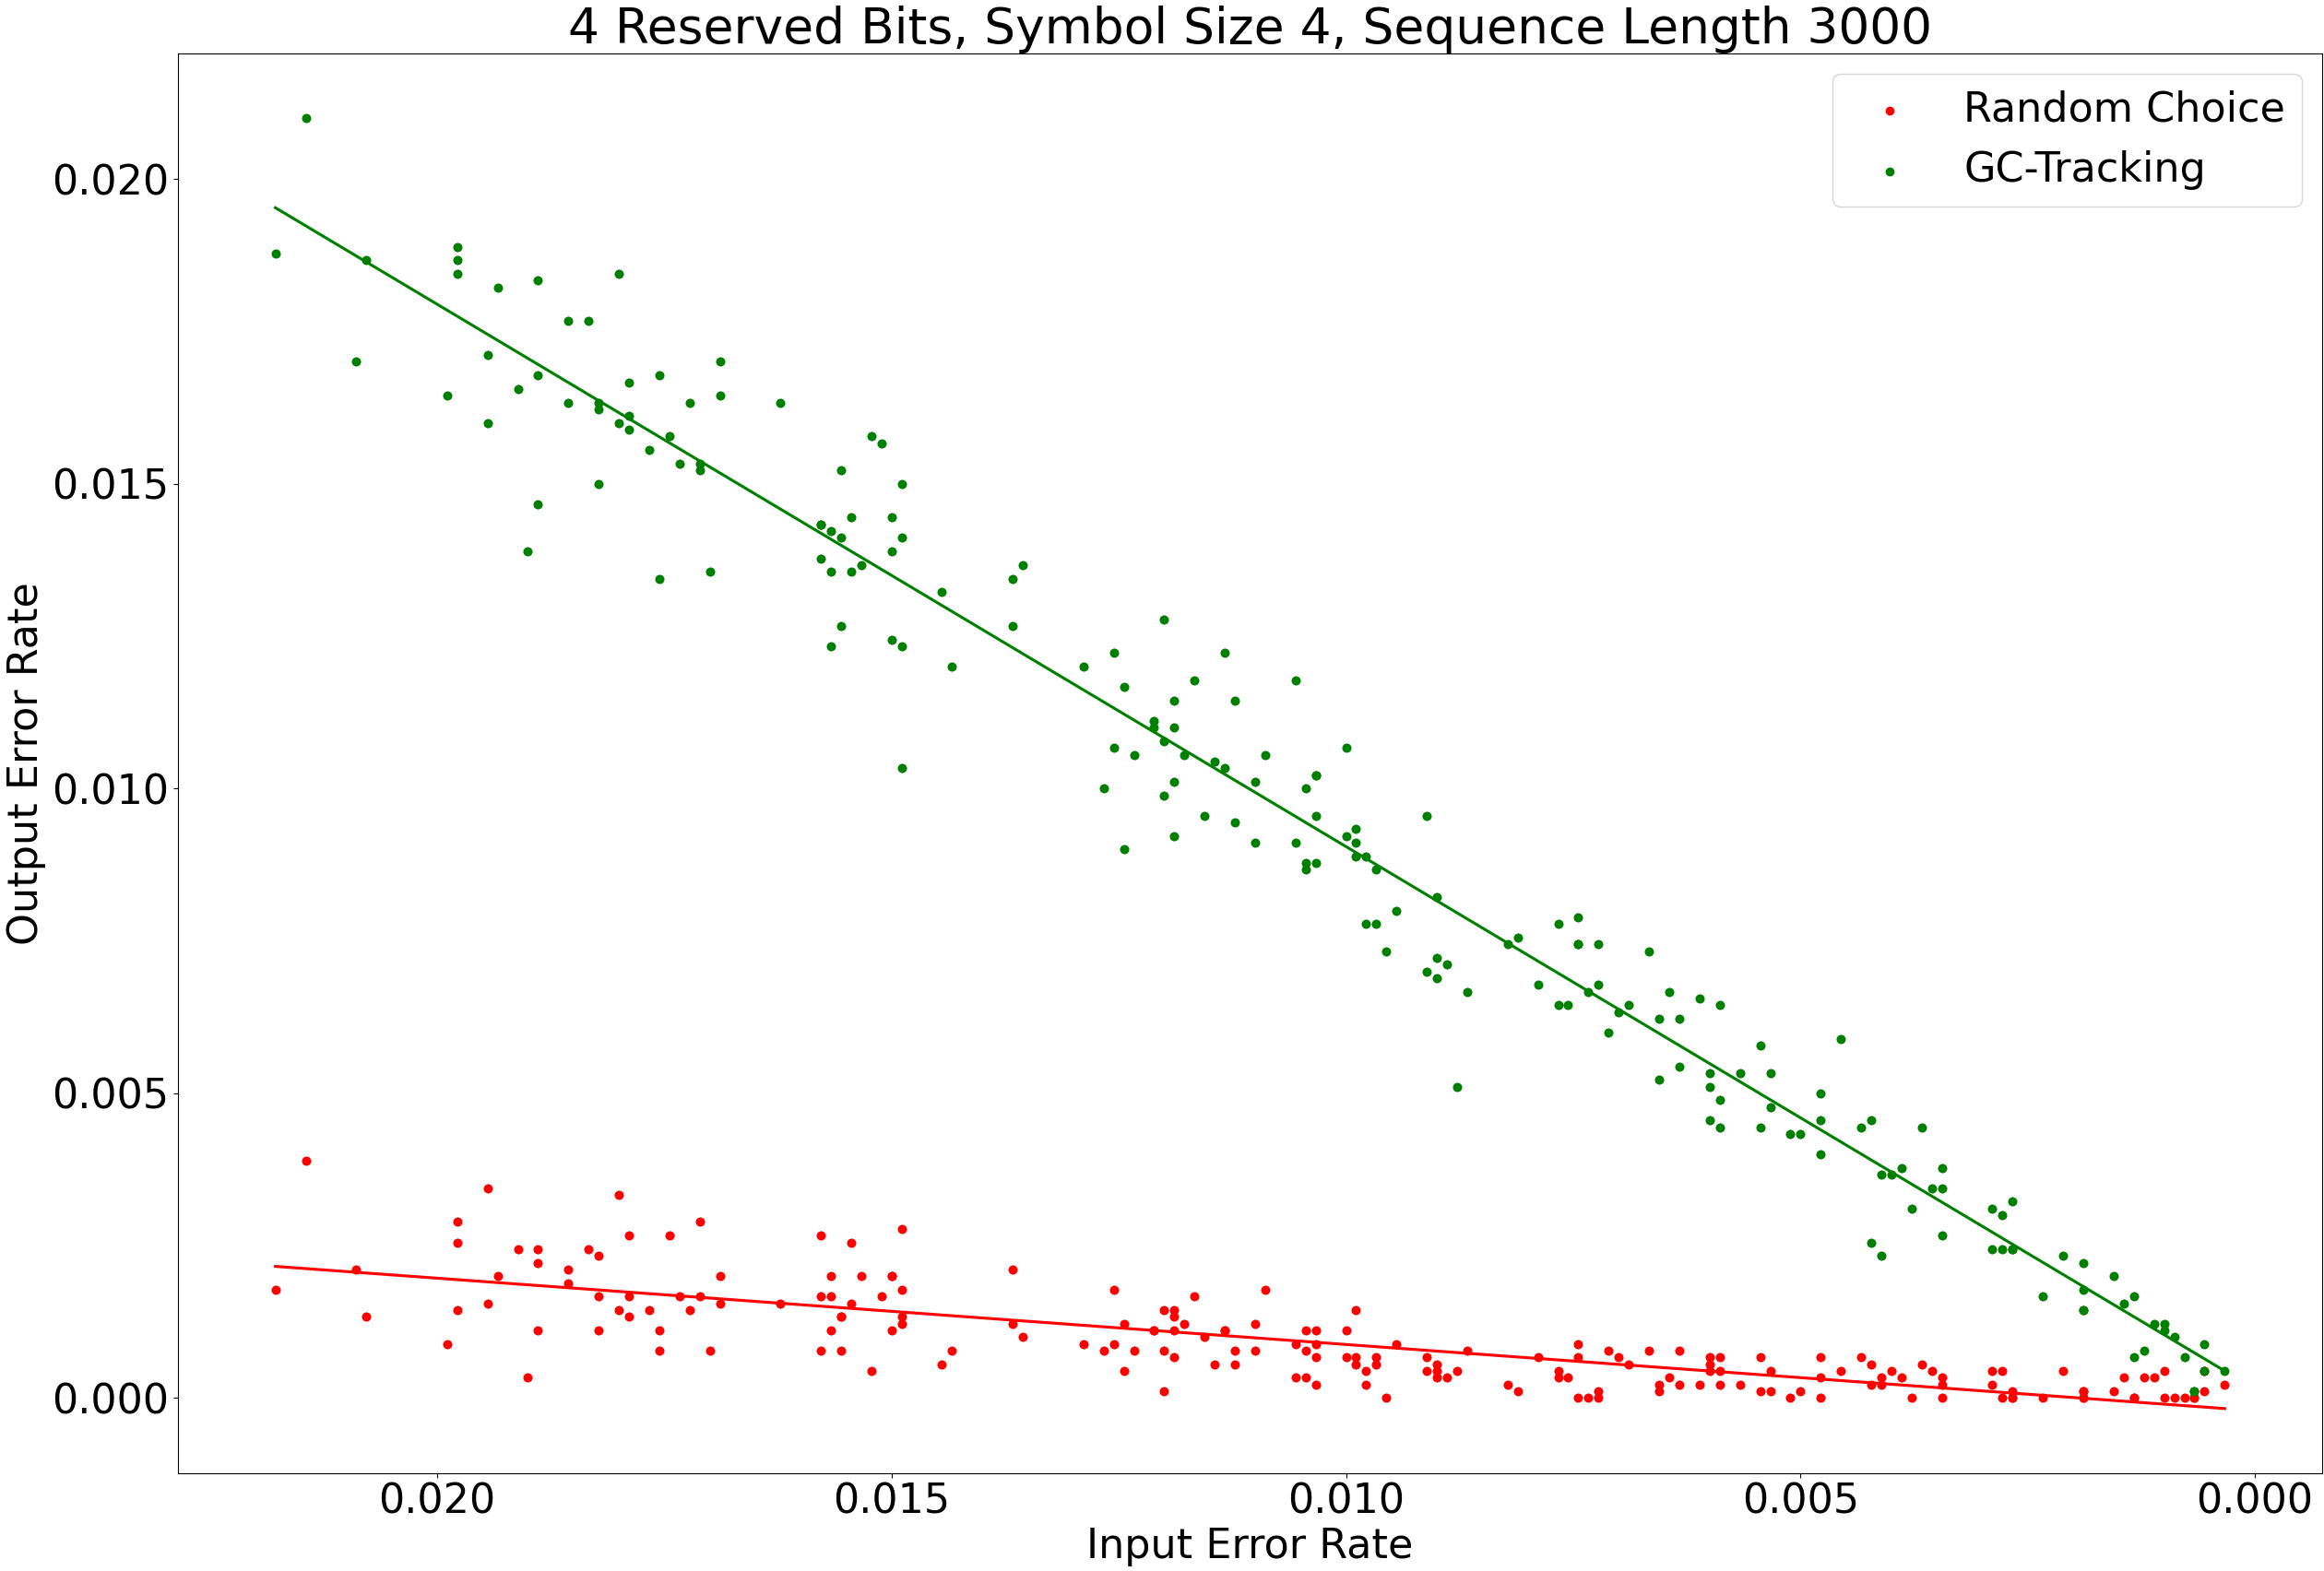 4 Reserved Bits, Symbol Size 4, Sequence Length 3000
Random Choice
GC-Tracking
0.020
0.015
0.010
0.005
0.000
Output Error Rate
0.020
0.015
0.010
0.005
0.000
Input Error Rate